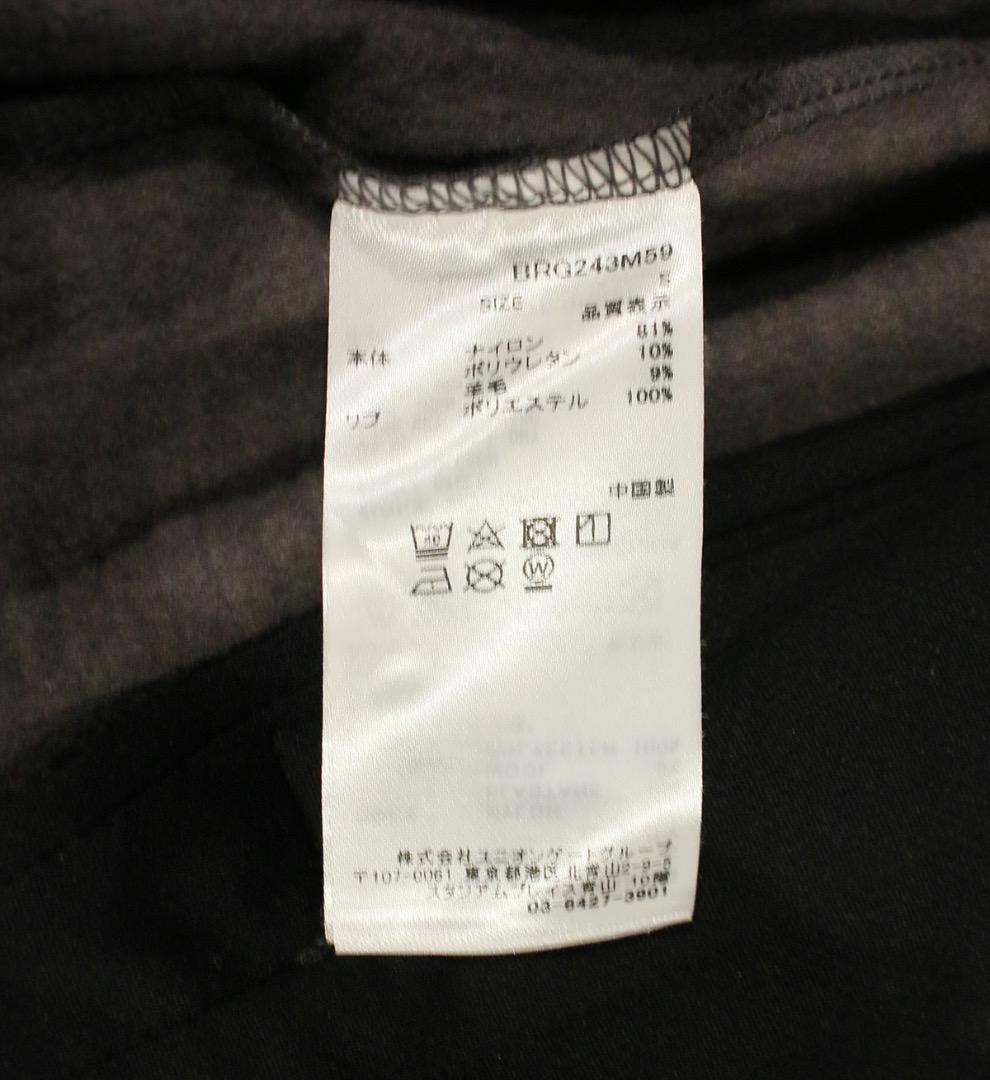 BRG243M59
SIZE S
品質表示
本体 ナイロン 81%
ポリウレタン 10%
羊毛 9%
リブ ポリエステル 100%
中国製
40
W
株式会社ユニオンゲートグループ
〒107-0061 東京都港区 北青山2-9-5
スタジアムプレイス青山 10階
03-6427-3901